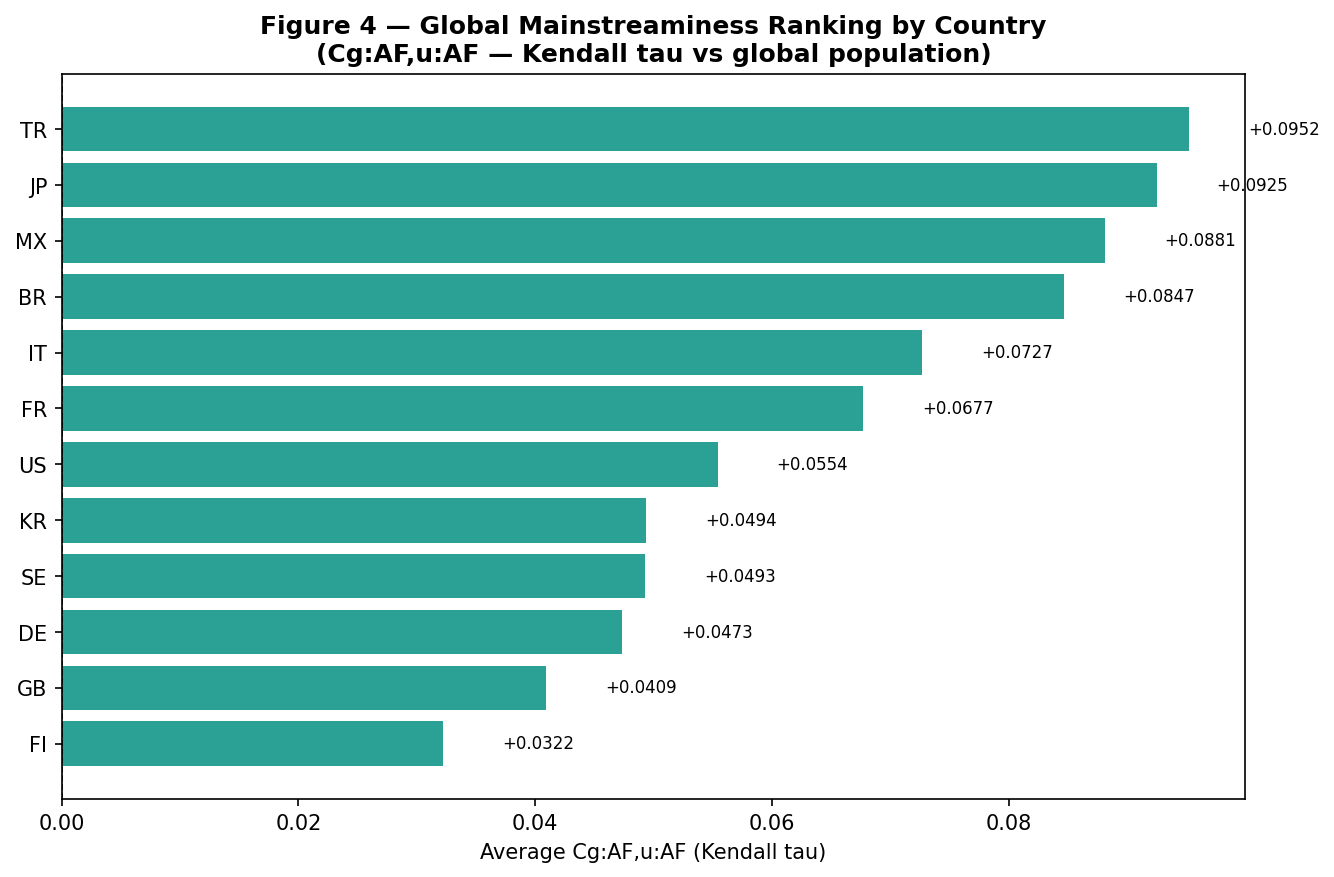 Figure 4 — Global Mainstreaminess Ranking by Country
(Cg:AF,u:AF — Kendall tau vs global population)
TR +0.0952
JP +0.0925
MX +0.0881
BR +0.0847
IT +0.0727
FR +0.0677
US +0.0554
KR +0.0494
SE +0.0493
DE +0.0473
GB +0.0409
FI +0.0322
0.00 0.02 0.04 0.06 0.08
Average Cg:AF,u:AF (Kendall tau)